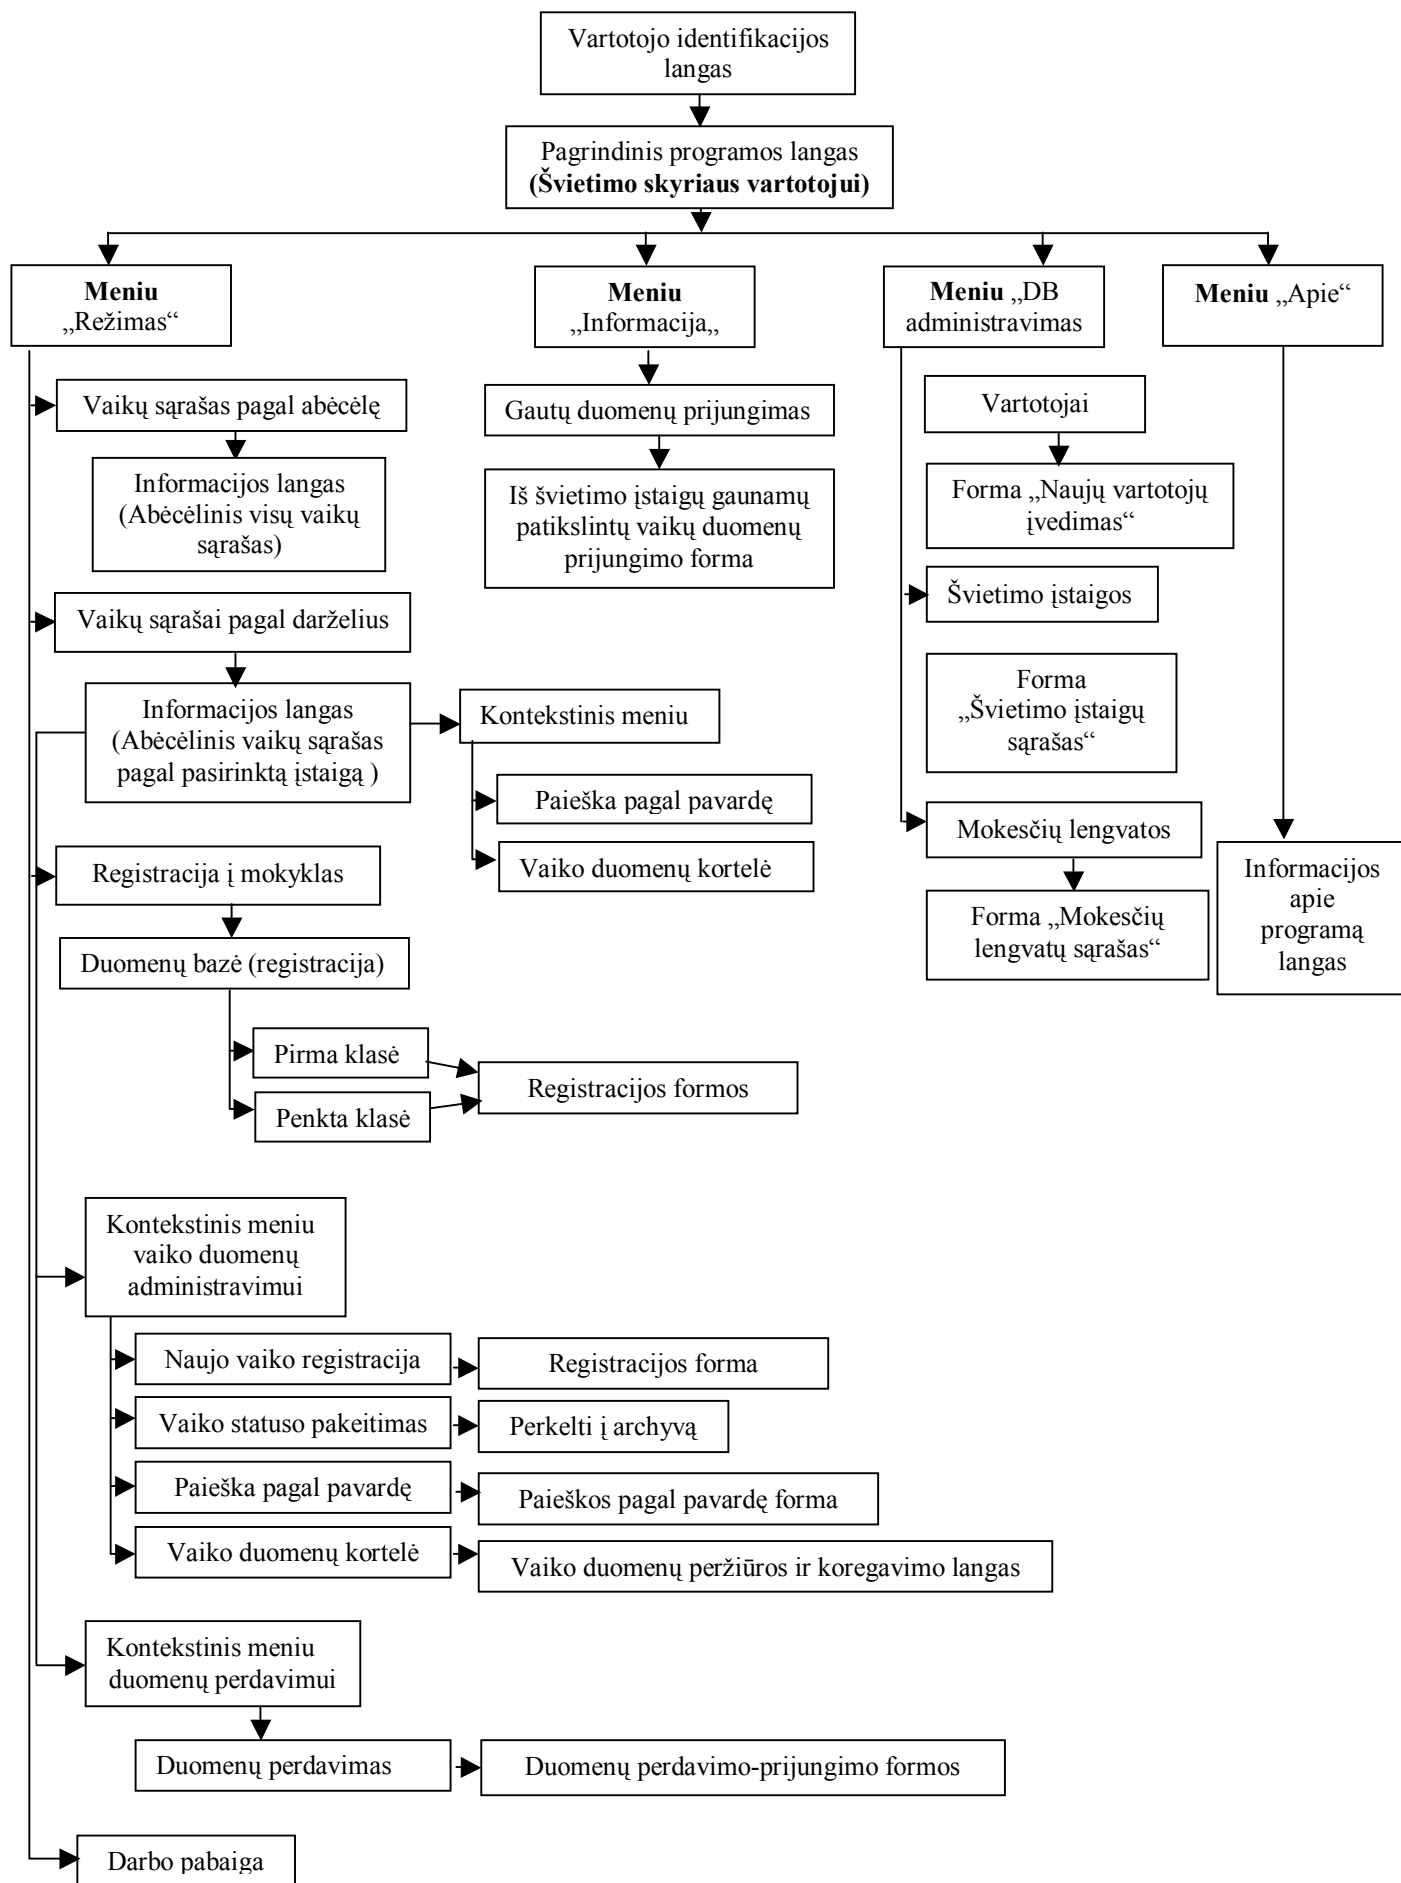 Vartotojo identifikacijos
langas
Pagrindinis programos langas
(Švietimo skyriaus vartotojui)
Meniu
„Režimas“
Meniu
„Informacija„
Meniu „DB
administravimas
Meniu „Apie“
Vaikų sąrašas pagal abėcėlę
Informacijos langas
(Abėcėlinis visų vaikų
sąrašas)
Vaikų sąrašai pagal darželius
Informacijos langas
(Abėcėlinis vaikų sąrašas
pagal pasirinktą įstaigą )
Kontekstinis meniu
Paieška pagal pavardę
Vaiko duomenų kortelė
Gautų duomenų prijungimas
Iš švietimo įstaigų gaunamų
patikslintų vaikų duomenų
prijungimo forma
Vartotojai
Forma „Naujų vartotojų
įvedimas“
Švietimo įstaigos
Forma
„Švietimo įstaigų
sąrašas“
Mokesčių lengvatos
Forma „Mokesčių
lengvatų sąrašas“
Informacijos
apie
programą
langas
Registracija į mokyklas
Duomenų bazė (registracija)
Pirma klasė
Penkta klasė
Registracijos formos
Kontekstinis meniu
vaiko duomenų
administravimui
Naujo vaiko registracija
Registracijos forma
Vaiko statuso pakeitimas
Perkelti į archyvą
Paieška pagal pavardę
Paieškos pagal pavardę forma
Vaiko duomenų kortelė
Vaiko duomenų peržiūros ir koregavimo langas
Kontekstinis meniu
duomenų perdavimui
Duomenų perdavimas
Duomenų perdavimo-prijungimo formos
Darbo pabaiga